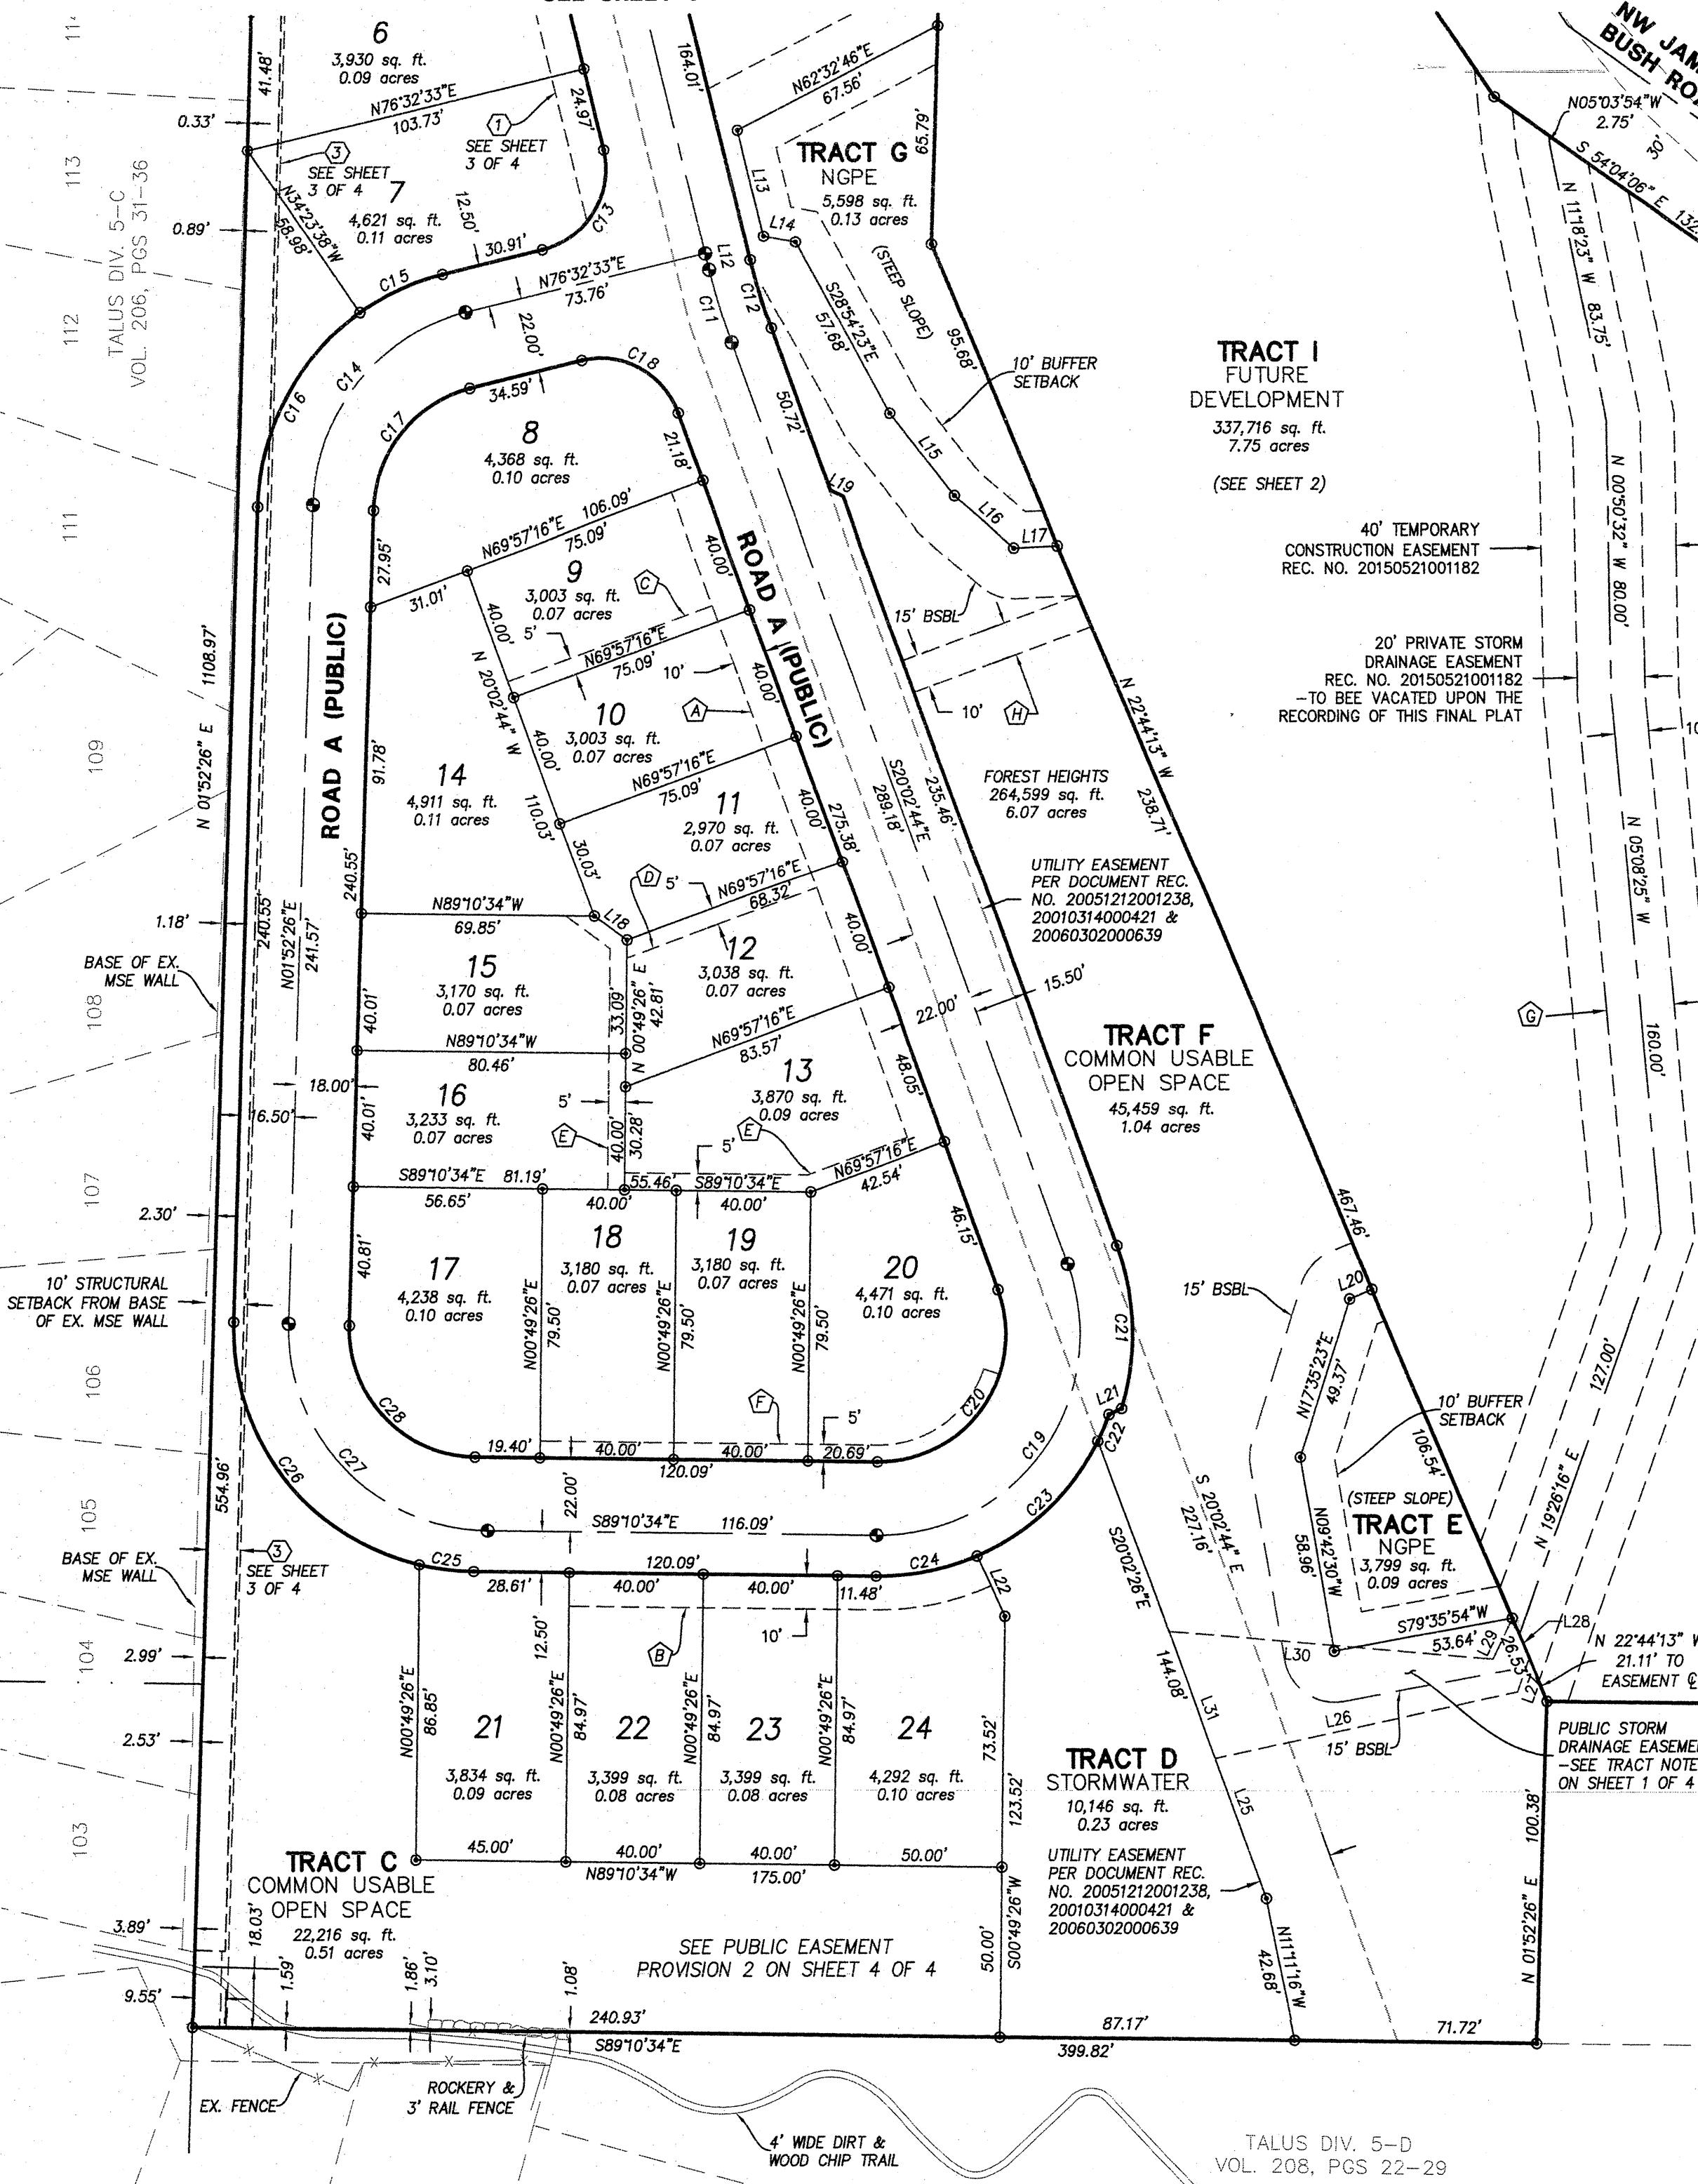 6
3,930 sq. ft.
0.09 acres
41.48'
N76°32'33"E
103.73'
24.97'
0.33'
1
SEE SHEET
3 OF 4
3
SEE SHEET
3 OF 4
7
4,621 sq. ft.
0.11 acres
N34°23'38"W
58.98'
12.50'
30.91'
C13
C15
0.89'
113
112
111
109
108
107
106
105
104
103
TALUS DIV. 5-C
VOL. 206, PGS 31-36
164.01'
N62°32'46"E
67.56'
65.79'
TRACT G
NGPE
5,598 sq. ft.
0.13 acres
(STEEP SLOPE)
L13
L14
L12
C12
C11
N76°32'33"E
73.76'
22.00'
C14
C16
C17
C18
34.59'
S28°54'23"E
57.68'
95.68'
10' BUFFER
SETBACK
50.72'
L15
L16
L17
L19
NW JAM
BUSH ROA
N05°03'54"W
2.75'
30'
S 54°04'06" E
N 11°18'23" W 83.75'
TRACT I
FUTURE
DEVELOPMENT
337,716 sq. ft.
7.75 acres
(SEE SHEET 2)
40' TEMPORARY
CONSTRUCTION EASEMENT
REC. NO. 20150521001182
N 00°50'32" W 80.00'
20' PRIVATE STORM
DRAINAGE EASEMENT
REC. NO. 20150521001182
-TO BEE VACATED UPON THE
RECORDING OF THIS FINAL PLAT
8
4,368 sq. ft.
0.10 acres
21.18'
27.95'
N69°57'16"E 106.09'
75.09'
31.01'
40.00'
ROAD A (PUBLIC)
9
3,003 sq. ft.
0.07 acres
C
40.00'
5'
N69°57'16"E
75.09'
10'
40.00'
N 20°02'44" W
A
10
3,003 sq. ft.
0.07 acres
40.00'
N69°57'16"E
75.09'
110.03'
11
2,970 sq. ft.
0.07 acres
40.00'
275.38'
30.03'
N 01°52'26" E 1108.97'
ROAD A (PUBLIC)
91.78'
240.55'
14
4,911 sq. ft.
0.11 acres
15' BSBL
10'
H
N 22°44'13" W
238.71'
S20°02'44"E
289.18'
235.46'
FOREST HEIGHTS
264,599 sq. ft.
6.07 acres
UTILITY EASEMENT
PER DOCUMENT REC.
NO. 20051212001238,
20010314000421 &
20060302000639
N 05°08'25" W
160.00'
G
N89°10'34"W
69.85'
L18
D
5'
N69°57'16"E
68.32'
12
3,038 sq. ft.
0.07 acres
40.00'
1.18'
240.55'
N01°52'26"E
241.57'
BASE OF EX.
MSE WALL
15
3,170 sq. ft.
0.07 acres
40.01'
33.09'
N 00°49'26" E
42.81'
N69°57'16"E
83.57'
22.00'
15.50'
N89°10'34"W
80.46'
18.00'
16.50'
16
3,233 sq. ft.
0.07 acres
40.01'
5'
E
40.00'
30.28'
13
3,870 sq. ft.
0.09 acres
48.05'
E
5'
N69°57'16"E
42.54'
TRACT F
COMMON USABLE
OPEN SPACE
45,459 sq. ft.
1.04 acres
467.46'
S89°10'34"E 81.19'
56.65'
55.46'
40.00'
S89°10'34"E
40.00'
46.15'
2.30'
10' STRUCTURAL
SETBACK FROM BASE
OF EX. MSE WALL
40.81'
17
4,238 sq. ft.
0.10 acres
N00°49'26"E
79.50'
18
3,180 sq. ft.
0.07 acres
N00°49'26"E
79.50'
19
3,180 sq. ft.
0.07 acres
N00°49'26"E
79.50'
20
4,471 sq. ft.
0.10 acres
C21
15' BSBL
L20
N17°35'23"E
49.37'
127.00'
10' BUFFER
SETBACK
106.54'
N 19°26'16" E
C28
F
5'
C20
L21
C22
C19
19.40'
40.00'
40.00'
20.69'
120.09'
C26
C27
22.00'
S89°10'34"E 116.09'
C23
554.96'
S 20°02'44" E
227.16'
(STEEP SLOPE)
TRACT E
NGPE
3,799 sq. ft.
0.09 acres
N09°42'30"W
58.96'
S79°35'54"W
53.64'
L28
L29
26.53'
L27
L30
N 22°44'13" W
21.11' TO
EASEMENT ℄
BASE OF EX.
MSE WALL
3
SEE SHEET
3 OF 4
C25
28.61'
120.09'
40.00'
40.00'
11.48'
C24
L22
S20°02'26"E
144.08'
L31
12.50'
B
10'
2.99'
2.53'
N00°49'26"E
86.85'
21
3,834 sq. ft.
0.09 acres
N00°49'26"E
84.97'
22
3,399 sq. ft.
0.08 acres
N00°49'26"E
84.97'
23
3,399 sq. ft.
0.08 acres
N00°49'26"E
84.97'
24
4,292 sq. ft.
0.10 acres
73.52'
123.52'
L26
15' BSBL
L25
PUBLIC STORM
DRAINAGE EASEME
-SEE TRACT NOTE
ON SHEET 1 OF 4
TRACT D
STORMWATER
10,146 sq. ft.
0.23 acres
UTILITY EASEMENT
PER DOCUMENT REC.
NO. 20051212001238,
20010314000421 &
20060302000639
100.38'
N 01°52'26" E
45.00'
40.00'
N89°10'34"W
40.00'
175.00'
50.00'
TRACT C
COMMON USABLE
OPEN SPACE
22,216 sq. ft.
0.51 acres
SEE PUBLIC EASEMENT
PROVISION 2 ON SHEET 4 OF 4
50.00'
S00°49'26"W
N11°11'16"W
42.68'
3.89'
18.03'
9.55'
1.59'
1.86'
3.10'
1.08'
240.93'
S89°10'34"E
87.17'
399.82'
71.72'
EX. FENCE
ROCKERY &
3' RAIL FENCE
4' WIDE DIRT &
WOOD CHIP TRAIL
TALUS DIV. 5-D
VOL. 208, PGS 22-29